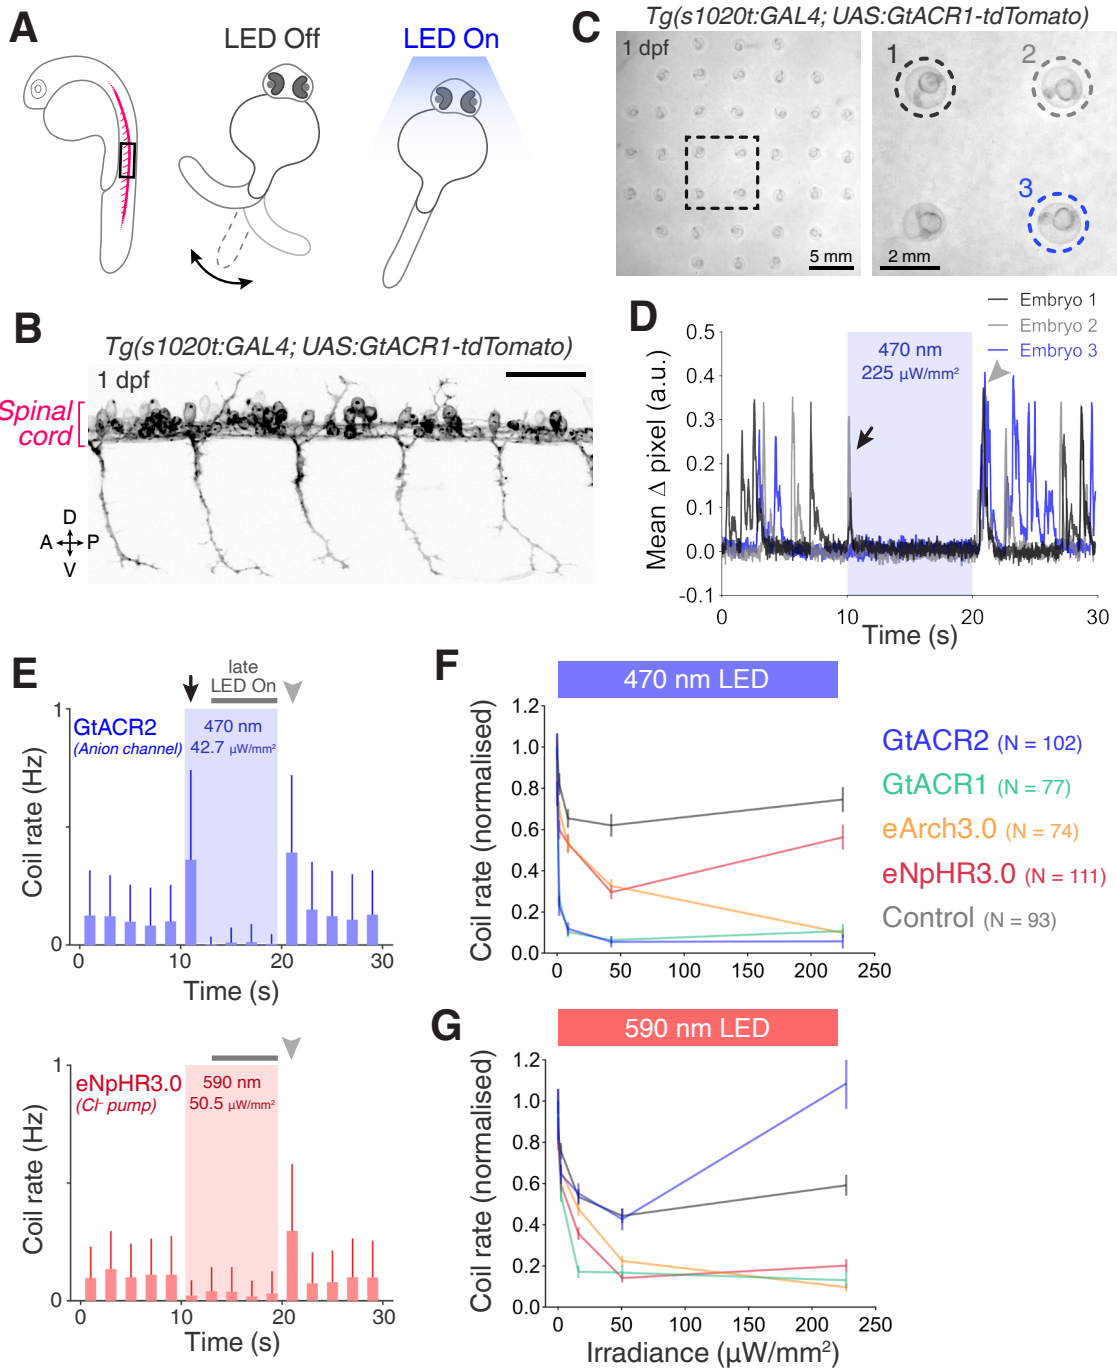 A
LED Off
LED On
B
Tg(s1020t:GAL4; UAS:GtACR1-tdTomato)
1 dpf
Spinal
cord
D
A
P
V
C
Tg(s1020t:GAL4; UAS:GtACR1-tdTomato)
1 dpf
5 mm
1
2
3
2 mm
D
Embryo 1
Embryo 2
Embryo 3
470 nm
225 µW/mm²
Mean Δ pixel (a.u.)
0.5
0.4
0.3
0.2
0.1
0.0
-0.1
0
10
20
30
Time (s)
E
late
LED On
GtACR2
(Anion channel)
470 nm
42.7 µW/mm²
Coil rate (Hz)
1
0
0
10
20
30
Time (s)
eNpHR3.0
(Cl⁻ pump)
590 nm
50.5 µW/mm²
Coil rate (Hz)
1
0
0
10
20
30
Time (s)
F
470 nm LED
Coil rate (normalised)
1.2
1.0
0.8
0.6
0.4
0.2
0.0
0
50
100
150
200
250
GtACR2 (N = 102)
GtACR1 (N = 77)
eArch3.0 (N = 74)
eNpHR3.0 (N = 111)
Control (N = 93)
G
590 nm LED
Coil rate (normalised)
1.2
1.0
0.8
0.6
0.4
0.2
0.0
0
50
100
150
200
250
Irradiance (µW/mm²)